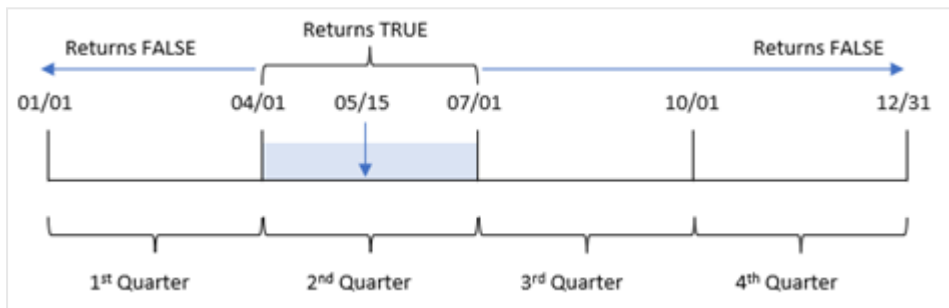 Returns TRUE
Returns FALSE
Returns FALSE
01/01
04/01
05/15
07/01
10/01
12/31
1st Quarter
2nd Quarter
3rd Quarter
4th Quarter